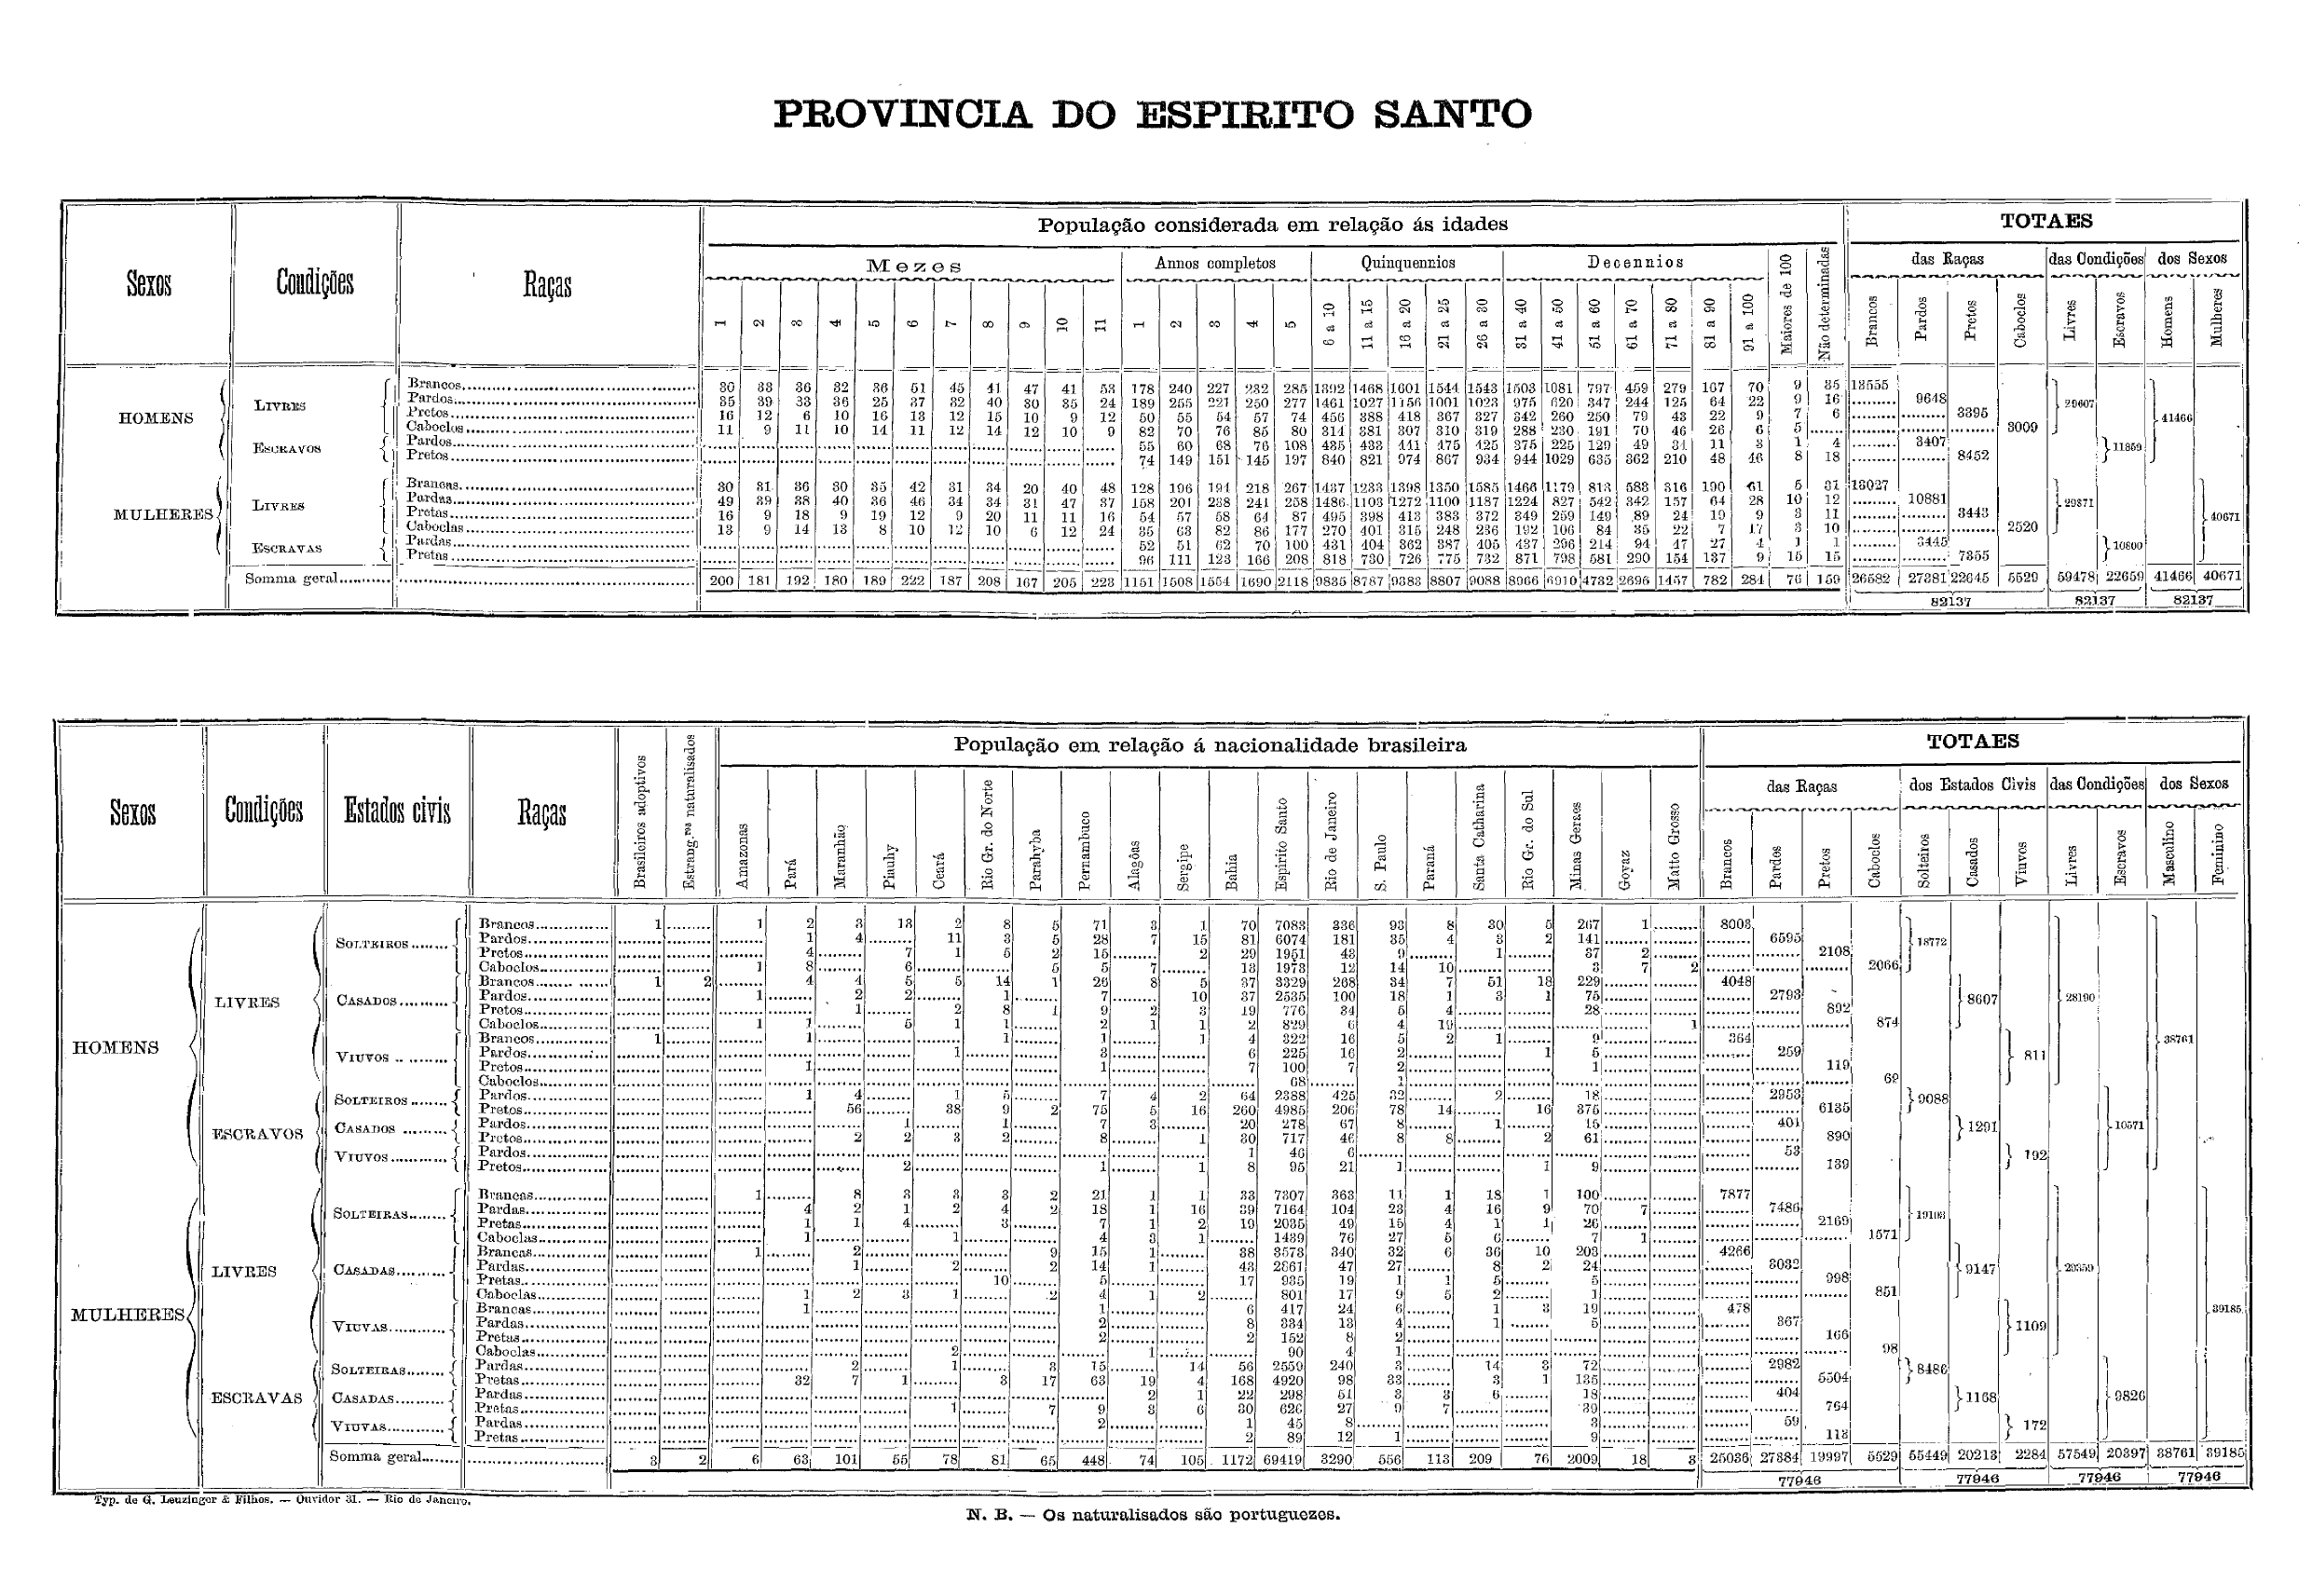 PROVINCIA DO ESPIRITO SANTO
Sexos Condições Raças População considerada em relação ás idades TOTAES
Mezes Annos completos Quinquennios Decennios Maiores de 100 Não determinadas das Raças das Condições dos Sexos
1 2 3 4 5 6 7 8 9 10 11 1 2 3 4 5 6 a 10 11 a 15 16 a 20 21 a 25 26 a 30 31 a 40 41 a 50 51 a 60 61 a 70 71 a 80 81 a 90 91 a 100 Brancos Pardos Pretos Caboclos Livres Escravos Homens Mulheres
HOMENS LIVRES
Brancos 30 33 36 32 36 51 45 41 47 41 53 178 240 227 232 285 1392 1468 1601 1544 1543 1503 1081 797 459 279 167 70 9 35 13555
Pardos 35 39 33 36 25 37 32 40 30 35 24 189 255 221 250 277 1461 1027 1156 1001 1023 975 620 347 244 125 64 22 9 16 9648
Pretos 16 12 6 10 16 13 12 15 10 9 12 50 55 54 57 74 456 388 418 367 327 342 260 250 79 43 22 9 7 6 3395
Caboclos 11 9 11 10 14 11 12 14 12 10 9 82 70 76 85 80 314 381 307 310 319 288 230 191 70 46 26 6 5 3009
29607 41466
ESCRAVOS
Pardos 55 60 68 76 108 435 433 441 475 425 375 225 129 49 34 11 3 1 4 3407
Pretos 74 149 151 145 197 840 821 974 867 934 944 1029 635 362 210 48 46 8 18 8452
11859
MULHERES LIVRES
Brancas 30 31 36 30 35 42 31 34 20 40 48 128 196 194 218 267 1437 1233 1398 1350 1585 1466 1179 813 583 316 190 61 5 31 13027
Pardas 49 39 38 40 36 46 34 34 31 47 37 158 201 238 241 258 1486 1103 1272 1100 1187 1224 827 542 342 157 64 28 10 12 10881
Pretas 16 9 18 9 19 12 9 20 11 11 16 54 57 58 64 87 495 398 413 383 372 349 259 149 89 24 19 9 3 11 3443
Caboclas 13 9 14 13 8 10 12 10 6 12 24 35 63 82 86 177 270 401 315 248 236 192 106 84 35 22 7 17 3 10 2520
29871 40671
ESCRAVAS
Pardas 52 51 62 70 100 431 404 362 387 405 437 296 214 94 47 27 4 1 1 3445
Pretas 96 111 123 166 208 818 730 726 775 732 871 798 581 290 154 137 9 15 15 7355
10800
Somma geral 200 181 192 180 189 222 187 208 167 205 223 1151 1508 1554 1690 2118 9835 8787 9383 8807 9088 8966 6910 4732 2696 1457 782 284 76 159 26582 27381 22645 5529 59478 22659 41466 40671
82137 82137 82137
Sexos Condições Estados civis Raças Brasileiros adoptivos Estrang.ros naturalisados População em relação á nacionalidade brasileira TOTAES
das Raças dos Estados Civis das Condições dos Sexos
Amazonas Pará Maranhão Piauhy Ceará Rio Gr. do Norte Parahyba Pernambuco Alagôas Sergipe Bahia Espirito Santo Rio de Janeiro S. Paulo Paraná Santa Catharina Rio Gr. do Sul Minas Geraes Goyaz Matto Grosso Brancos Pardos Pretos Caboclos Solteiros Casados Viuvos Livres Escravos Masculino Feminino
HOMENS LIVRES SOLTEIROS
Brancos 1 1 2 3 13 2 8 5 71 3 1 70 7083 336 93 8 30 5 267 1 8003
Pardos 1 4 11 3 5 28 7 15 81 6074 181 35 4 3 2 141 6595
Pretos 4 7 1 5 2 15 2 29 1951 43 9 1 37 2 2108
Caboclos 1 8 6 5 5 7 13 1973 12 14 10 3 7 2 2066
18772
CASADOS
Brancos 1 2 4 4 5 5 14 1 26 8 5 37 3329 268 34 7 51 18 229 4048
Pardos 1 2 2 1 7 10 37 2535 100 18 1 3 1 75 2793
Pretos 1 2 8 1 9 2 3 19 776 34 5 4 28 892
Caboclos 1 1 5 1 1 2 1 1 2 829 6 4 19 1 874
8607 28190
VIUVOS
Brancos 1 1 1 1 1 4 322 16 5 2 1 9 364
Pardos 1 3 6 225 16 2 1 5 259
Pretos 1 1 7 100 7 2 1 119
Caboclos 68 1 69
811 38761
ESCRAVOS SOLTEIROS
Pardos 1 4 1 5 7 4 2 64 2388 425 32 2 18 2953
Pretos 56 38 9 2 75 5 16 260 4985 206 78 14 16 375 6135
9088
CASADOS
Pardos 1 1 7 3 20 278 67 8 1 15 401
Pretos 2 2 3 2 8 1 30 717 46 8 8 2 61 890
1291 10571
VIUVOS
Pardos 1 46 6 53
Pretos 2 1 1 8 95 21 1 1 9 139
192
MULHERES LIVRES SOLTEIRAS
Brancas 1 8 3 3 3 2 21 1 1 33 7307 363 11 1 18 1 100 7877
Pardas 4 2 1 2 4 2 18 1 16 39 7164 104 23 4 16 9 70 7 7486
Pretas 1 1 4 3 7 1 2 19 2035 49 15 4 1 1 26 2169
Caboclas 1 1 4 3 1 1439 76 27 5 6 7 1 1571
19103
CASADAS
Brancas 1 2 9 15 1 38 3573 340 32 6 36 10 203 4266
Pardas 1 2 2 14 1 43 2861 47 27 8 2 24 3032
Pretas 10 5 17 935 19 1 1 5 5 998
Caboclas 1 2 3 1 2 4 1 2 801 17 9 5 2 1 851
9147 29359
VIUVAS
Brancas 1 1 6 417 24 6 1 3 19 478
Pardas 2 8 334 13 4 1 5 367
Pretas 2 2 152 8 2 166
Caboclas 2 1 90 4 1 98
1109 39185
ESCRAVAS SOLTEIRAS
Pardas 2 1 3 15 14 56 2559 240 3 14 3 72 2982
Pretas 32 7 1 3 17 63 19 4 168 4920 98 33 3 1 135 5504
8486
CASADAS
Pardas 2 1 22 298 51 3 3 6 18 404
Pretas 1 7 9 3 6 30 626 27 9 7 39 764
1168 9826
VIUVAS
Pardas 2 1 45 8 3 59
Pretas 2 89 12 1 9 113
172
Somma geral 3 2 6 63 101 55 78 81 65 448 74 105 1172 69419 3290 556 113 209 76 2009 18 3 25036 27384 19997 5529 55449 20213 2284 57549 20397 38761 39185
77946 77946 77946 77946
Typ. de G. Leuzinger & Filhos. — Ouvidor 31. — Rio de Janeiro.
N. B. — Os naturalisados são portuguezes.